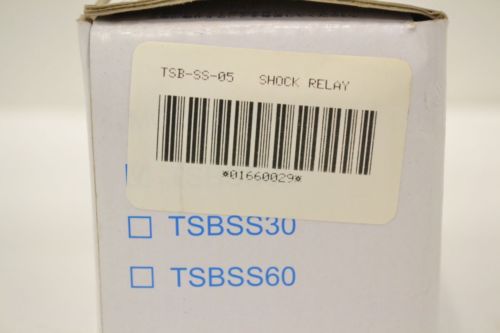 TSB-SS-05 SHOCK RELAY
*01660029*
TSBSS30
TSBSS60